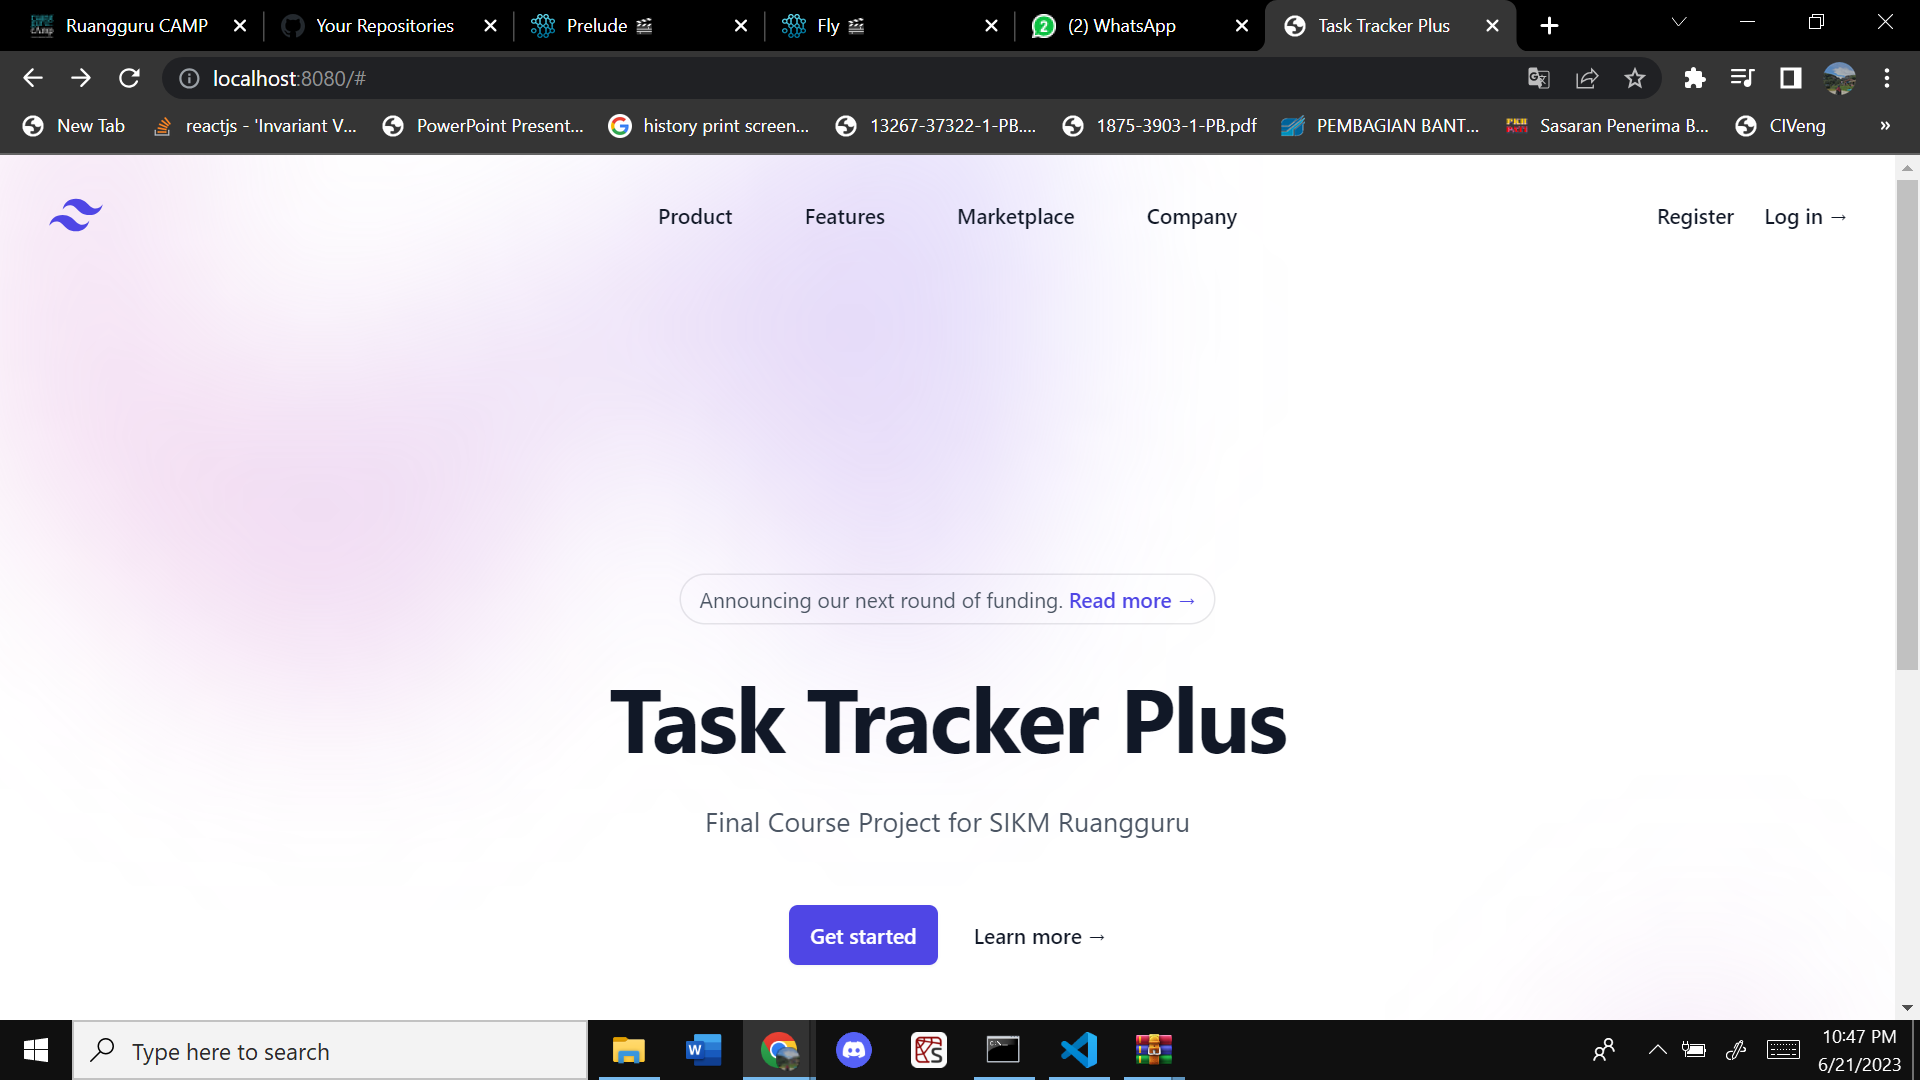 Ruangguru CAMP
Your Repositories
Prelude
Fly
(2) WhatsApp
Task Tracker Plus
localhost:8080/#
New Tab
reactjs - 'Invariant V...
PowerPoint Present...
history print screen...
13267-37322-1-PB....
1875-3903-1-PB.pdf
PEMBAGIAN BANT...
Sasaran Penerima B...
CIVeng
»
Product
Features
Marketplace
Company
Register
Log in →
Announcing our next round of funding. Read more →
Task Tracker Plus
Final Course Project for SIKM Ruangguru
Get started
Learn more →
Type here to search
10:47 PM
6/21/2023